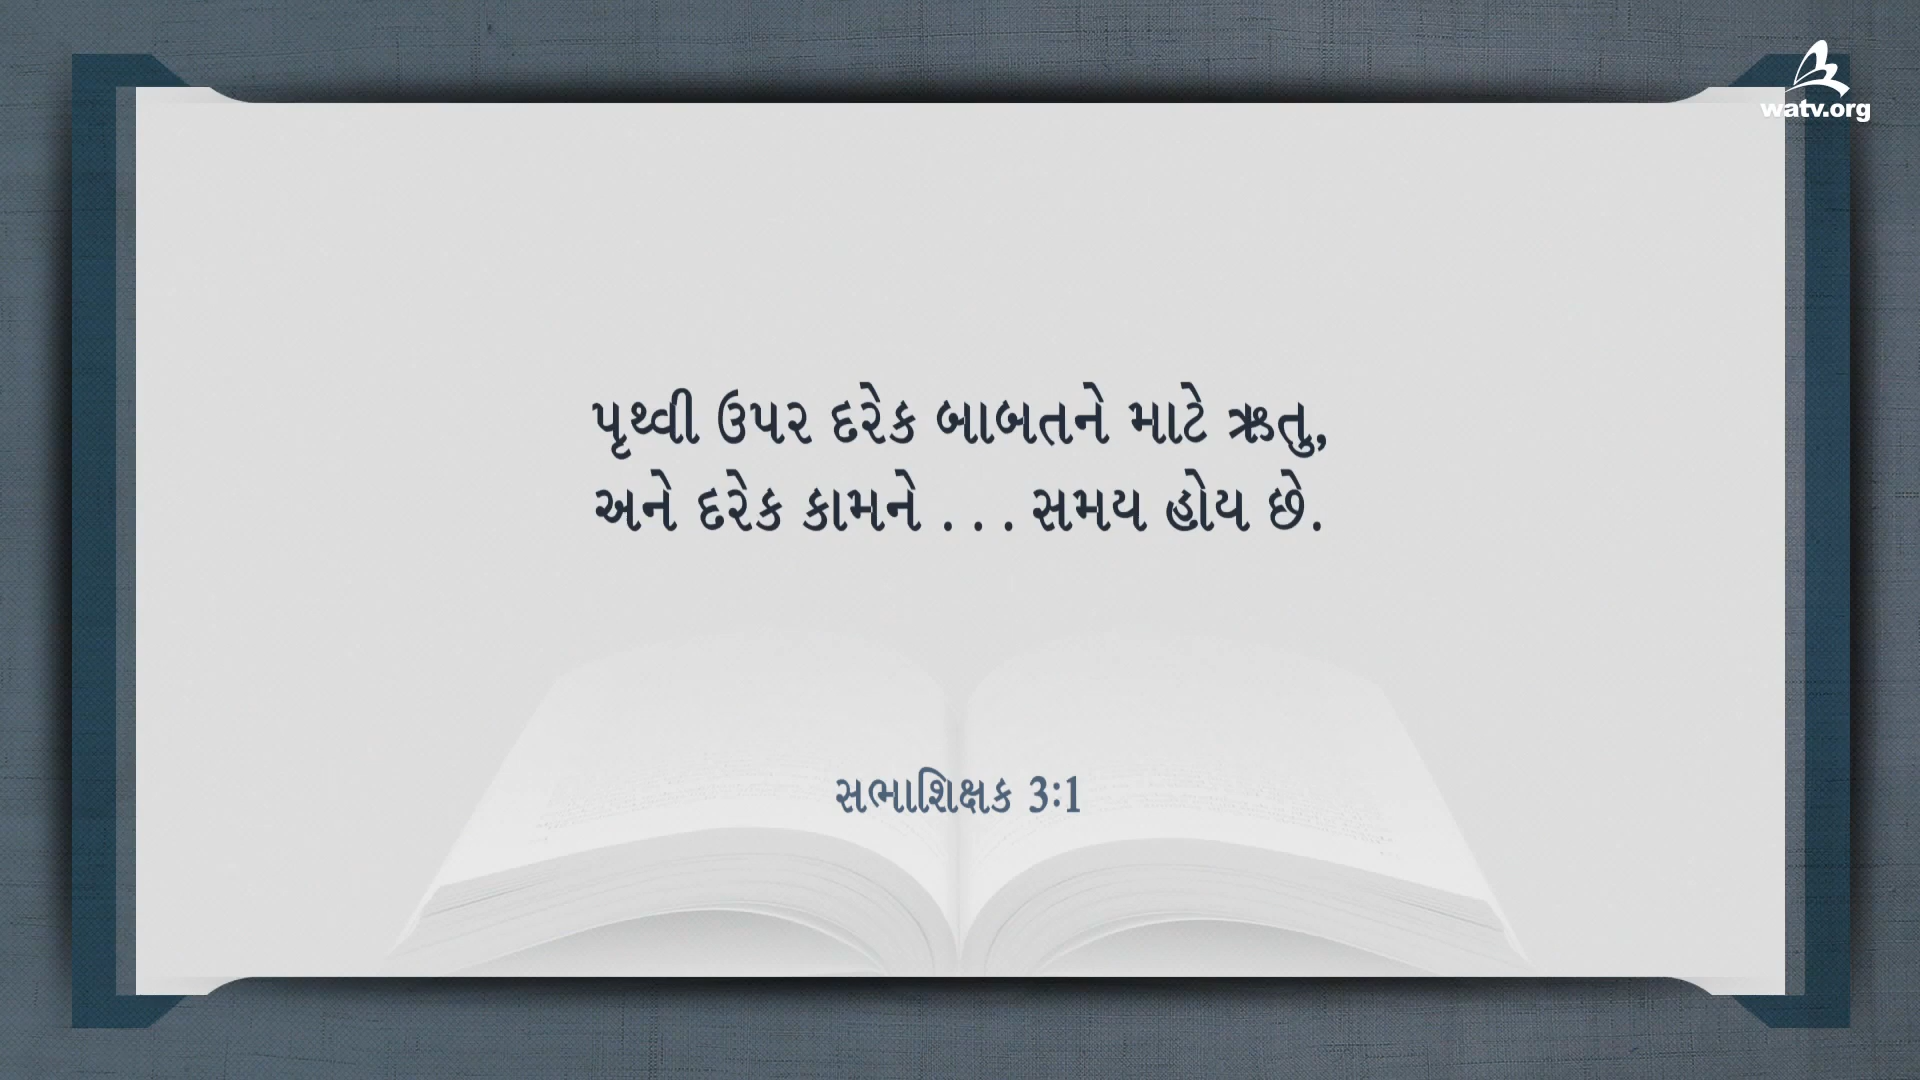 watv.org
પૃથ્વી ઉપર દરેક બાબતને માટે ઋતુ,
અને દરેક કામને . . . સમય હોય છે.
સભાશિક્ષક 3:1